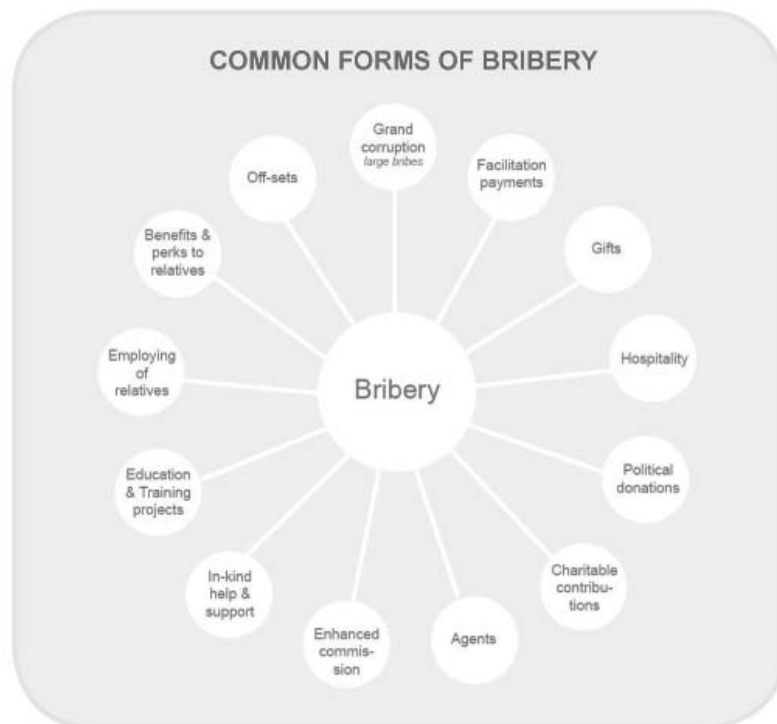 COMMON FORMS OF BRIBERY
Grand
corruption
large bribes
Facilitation
payments
Gifts
Hospitality
Political
donations
Charitable
contribu-
tions
Agents
Enhanced
commis-
sion
In-kind
help &
support
Education
& Training
projects
Employing
of
relatives
Benefits &
perks to
relatives
Off-sets
Bribery